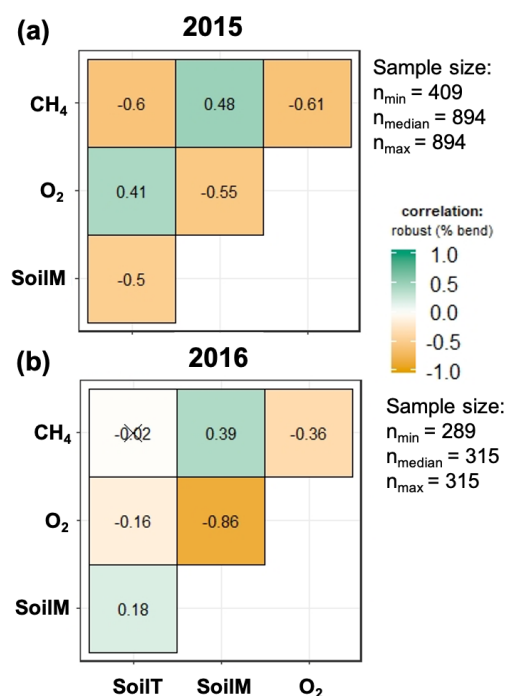 (a) 2015
CH₄ -0.6 0.48 -0.61
O₂ 0.41 -0.55
SoilM -0.5
Sample size:
nmin = 409
nmedian = 894
nmax = 894
correlation:
robust (% bend)
1.0
0.5
0.0
-0.5
-1.0
(b) 2016
CH₄ -0.02 0.39 -0.36
O₂ -0.16 -0.86
SoilM 0.18
SoilT SoilM O₂
Sample size:
nmin = 289
nmedian = 315
nmax = 315